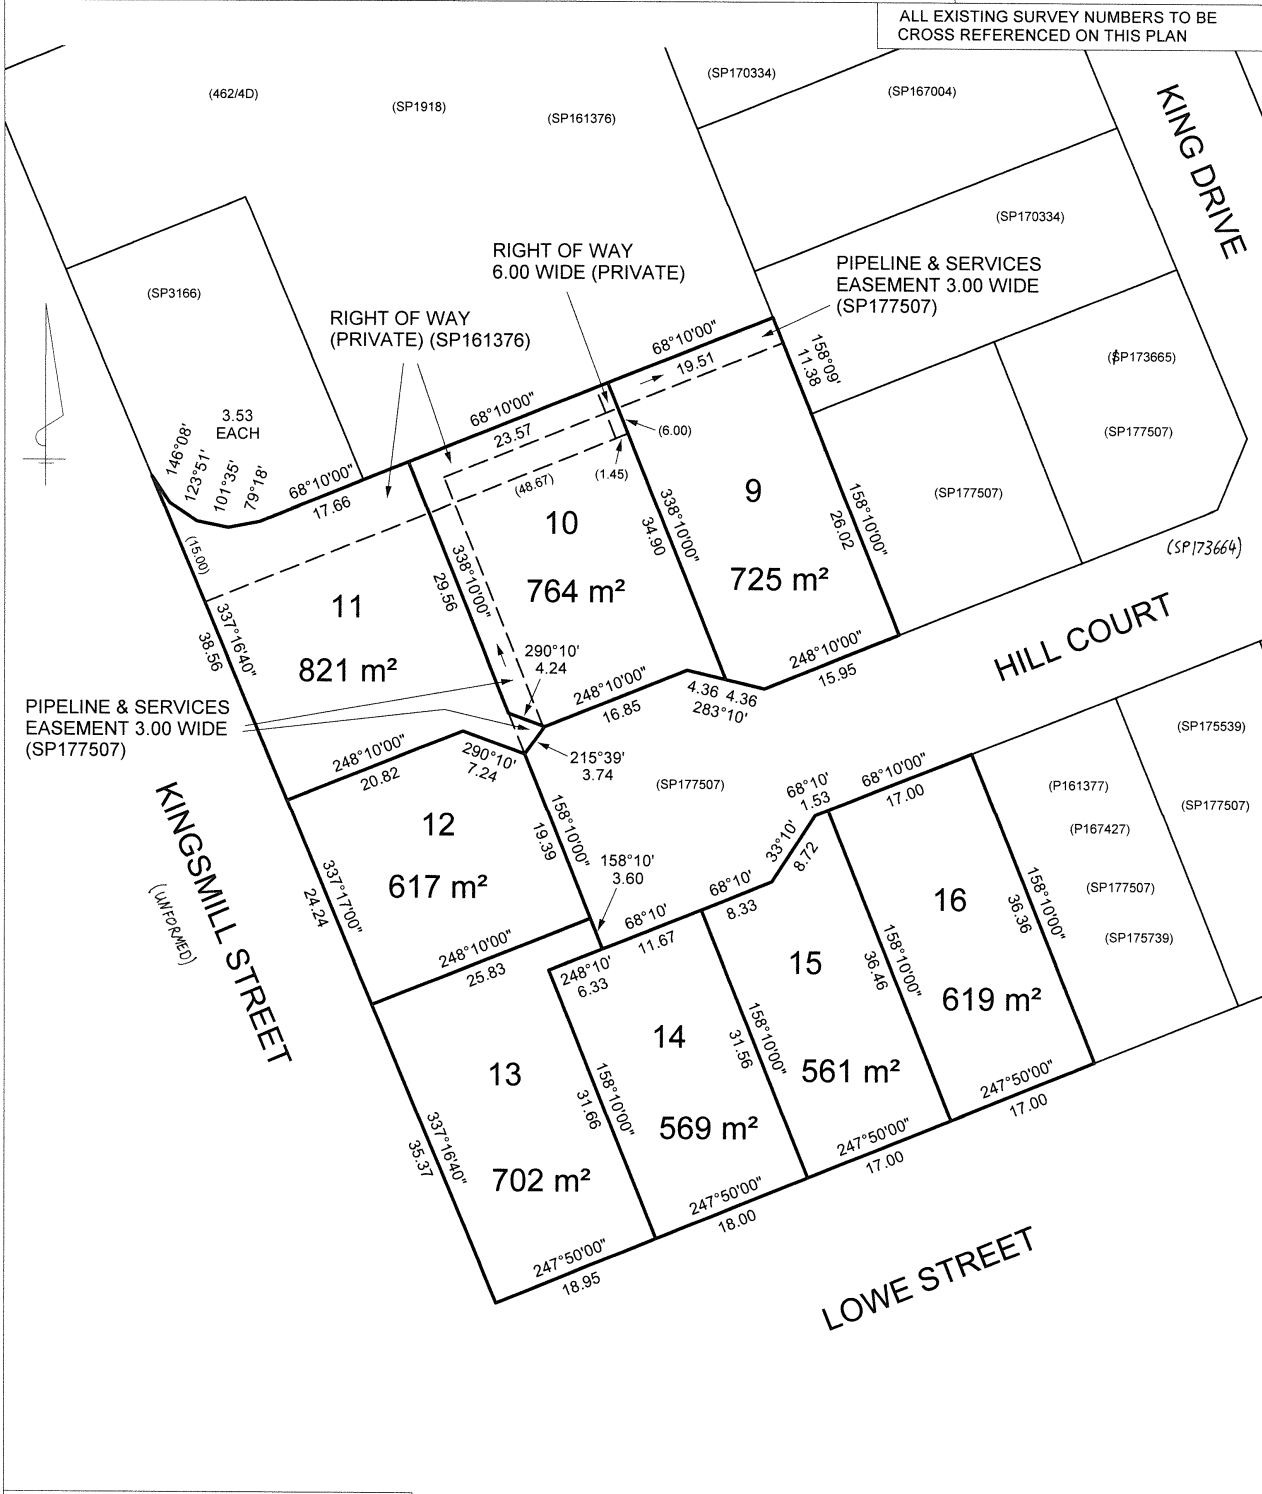 ALL EXISTING SURVEY NUMBERS TO BE
CROSS REFERENCED ON THIS PLAN
(462/4D)
(SP1918)
(SP161376)
(SP170334)
(SP167004)
KING DRIVE
(SP170334)
(SP3166)
RIGHT OF WAY
6.00 WIDE (PRIVATE)
PIPELINE & SERVICES
EASEMENT 3.00 WIDE
(SP177507)
RIGHT OF WAY
(PRIVATE) (SP161376)
68°10'00"
19.51
158°09'
11.38
(SP173665)
(SP177507)
(SP177507)
(SP173664)
3.53
EACH
146°08'
123°51'
101°35'
79°18'
68°10'00"
17.66
68°10'00"
23.57
(6.00)
(1.45)
(48.67)
(15.00)
9
725 m²
338°10'00"
34.90
158°10'00"
26.02
10
764 m²
338°10'00"
29.56
11
821 m²
337°16'40"
38.56
290°10'
4.24
248°10'00"
16.85
4.36 4.36
283°10'
248°10'00"
15.95
HILL COURT
PIPELINE & SERVICES
EASEMENT 3.00 WIDE
(SP177507)
248°10'00"
20.82
290°10'
7.24
215°39'
3.74
(SP177507)
KINGSMILL STREET
(UNFORMED)
12
617 m²
337°17'00"
24.24
158°10'00"
19.39
158°10'
3.60
248°10'00"
25.83
68°10'
11.67
68°10'
8.33
33°10'
8.72
68°10'
1.53
68°10'00"
17.00
(SP175539)
(P161377)
(SP177507)
(P167427)
(SP177507)
(SP175739)
248°10'
6.33
13
702 m²
337°16'40"
35.37
158°10'00"
31.66
14
569 m²
158°10'00"
31.56
15
561 m²
158°10'00"
36.46
16
619 m²
158°10'00"
36.36
247°50'00"
18.95
247°50'00"
18.00
247°50'00"
17.00
247°50'00"
17.00
LOWE STREET